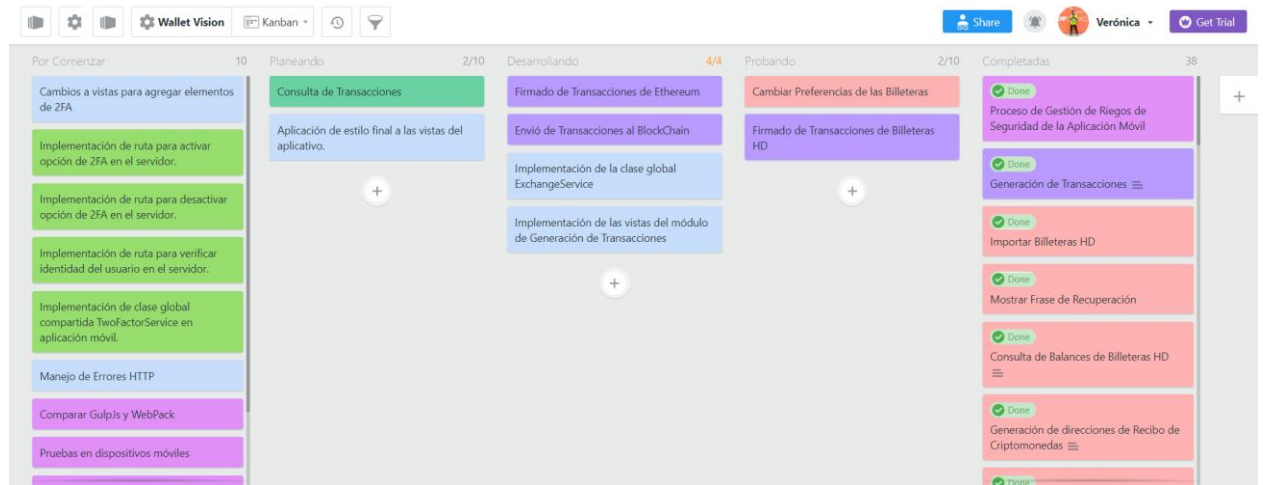 Wallet Vision
Kanban
Share
Verónica
Get Trial
Por Comenzar 10
Cambios a vistas para agregar elementos
de 2FA
Implementación de ruta para activar
opción de 2FA en el servidor.
Implementación de ruta para desactivar
opción de 2FA en el servidor.
Implementación de ruta para verificar
identidad del usuario en el servidor.
Implementación de clase global
compartida TwoFactorService en
aplicación móvil.
Manejo de Errores HTTP
Comparar GulpJs y WebPack
Pruebas en dispositivos móviles
Planeando 2/10
Consulta de Transacciones
Aplicación de estilo final a las vistas del
aplicativo.
Desarrollando 4/4
Firmado de Transacciones de Ethereum
Envió de Transacciones al BlockChain
Implementación de la clase global
ExchangeService
Implementación de las vistas del módulo
de Generación de Transacciones
Probando 2/10
Cambiar Preferencias de las Billeteras
Firmado de Transacciones de Billeteras
HD
Completadas 38
Done
Proceso de Gestión de Riegos de
Seguridad de la Aplicación Móvil
Done
Generación de Transacciones
Done
Importar Billeteras HD
Done
Mostrar Frase de Recuperación
Done
Consulta de Balances de Billeteras HD
Done
Generación de direcciones de Recibo de
Criptomonedas
Done